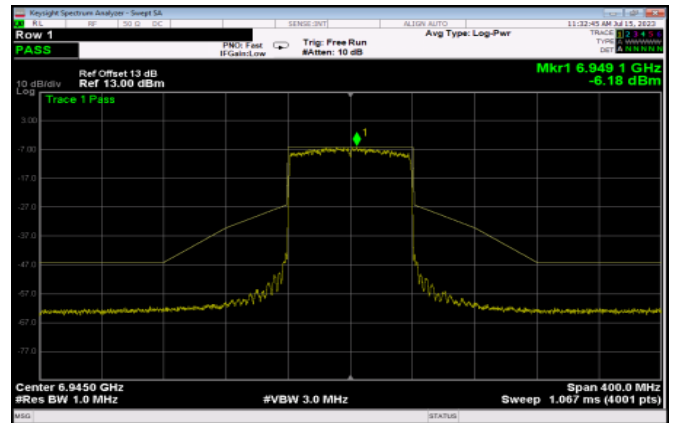 Keysight Spectrum Analyzer - Swept SA
RL RF 50 Ω DC SENSE:INT ALIGN AUTO 11:32:45 AM Jul 15, 2023
Row 1 Avg Type: Log-Pwr TRACE 1 2 3 4 5 6
PASS PNO: Fast Trig: Free Run TYPE A WWWWW
IFGain:Low #Atten: 10 dB DET A N N N N N
Mkr1 6.949 1 GHz
Ref Offset 13 dB
10 dB/div Ref 13.00 dBm -6.18 dBm
Log
Trace 1 Pass
3.00
1
-7.00
-17.0
-27.0
-37.0
-47.0
-57.0
-67.0
-77.0
Center 6.9450 GHz Span 400.0 MHz
#Res BW 1.0 MHz #VBW 3.0 MHz Sweep 1.067 ms (4001 pts)
MSG STATUS